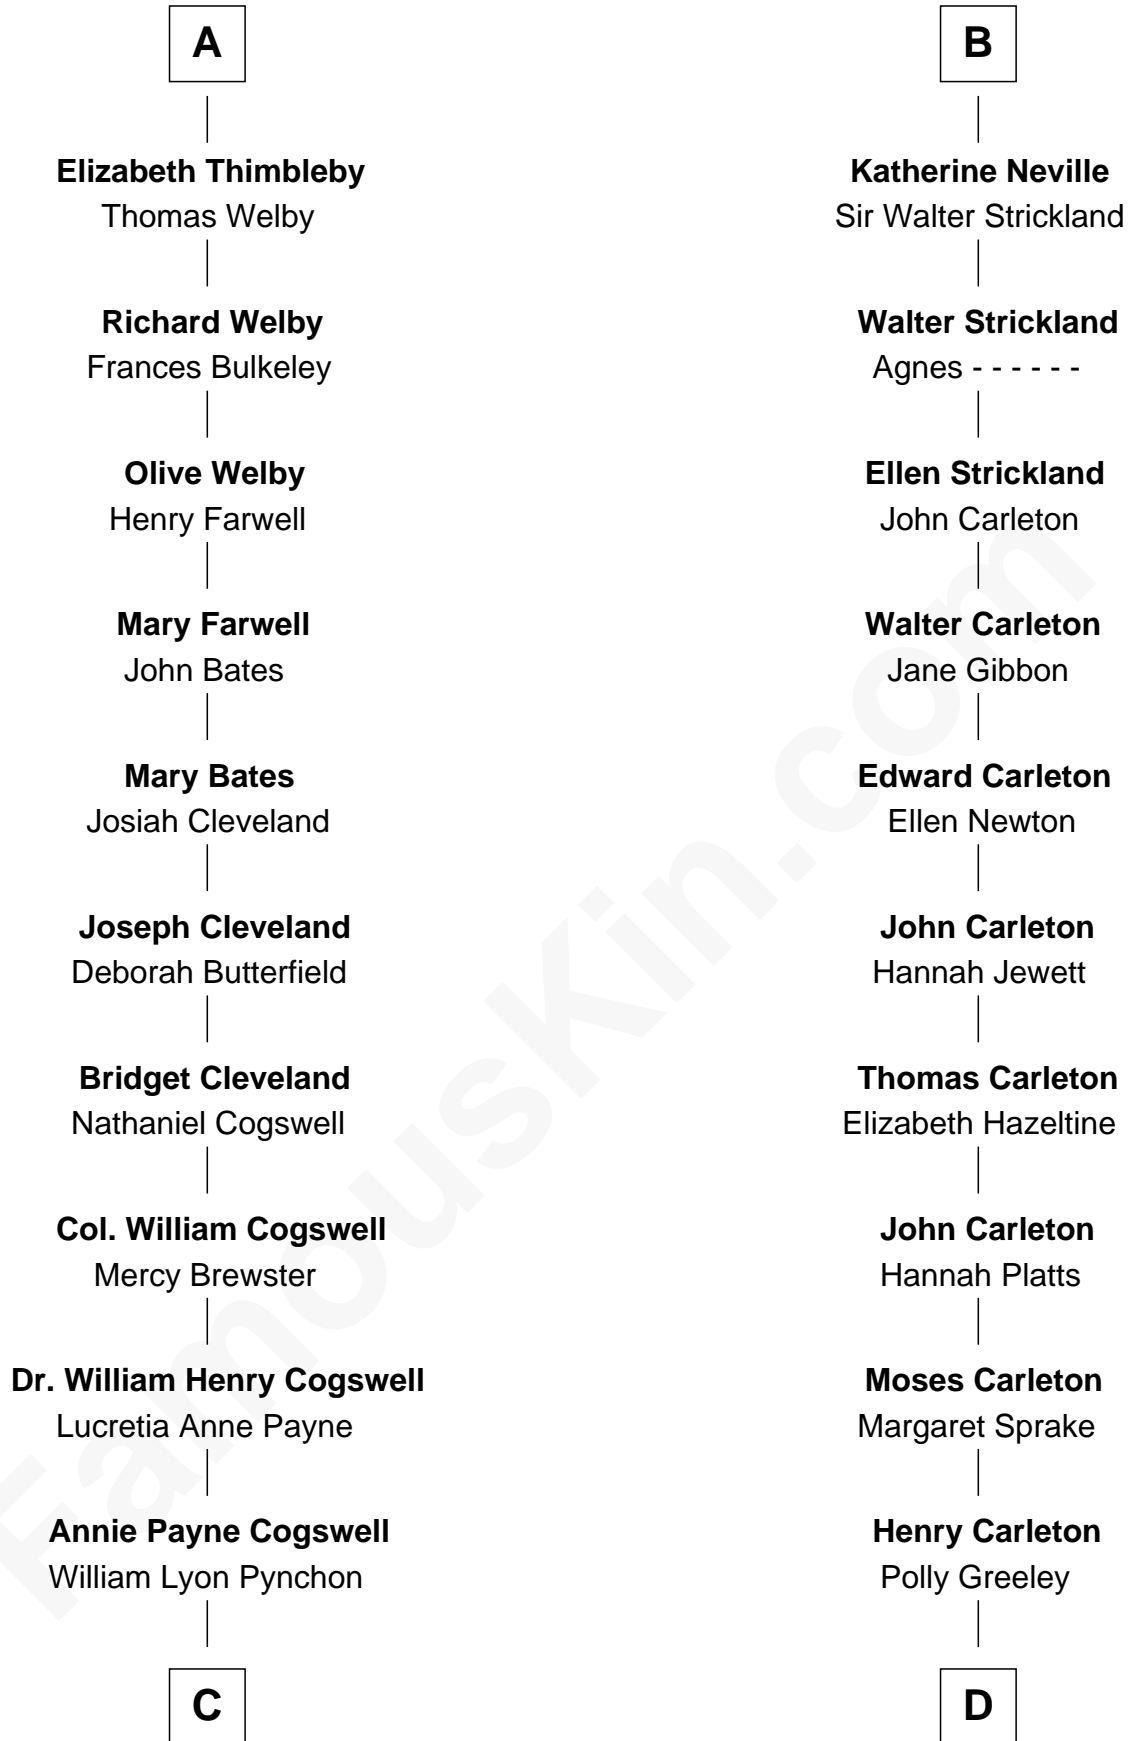 A
Elizabeth Thimbleby
Thomas Welby
Richard Welby
Frances Bulkeley
Olive Welby
Henry Farwell
Mary Farwell
John Bates
Mary Bates
Josiah Cleveland
Joseph Cleveland
Deborah Butterfield
Bridget Cleveland
Nathaniel Cogswell
Col. William Cogswell
Mercy Brewster
Dr. William Henry Cogswell
Lucretia Anne Payne
Annie Payne Cogswell
William Lyon Pynchon
C
B
Katherine Neville
Sir Walter Strickland
Walter Strickland
Agnes - - - - - -
Ellen Strickland
John Carleton
Walter Carleton
Jane Gibbon
Edward Carleton
Ellen Newton
John Carleton
Hannah Jewett
Thomas Carleton
Elizabeth Hazeltine
John Carleton
Hannah Platts
Moses Carleton
Margaret Sprake
Henry Carleton
Polly Greeley
D
FamousKin.com